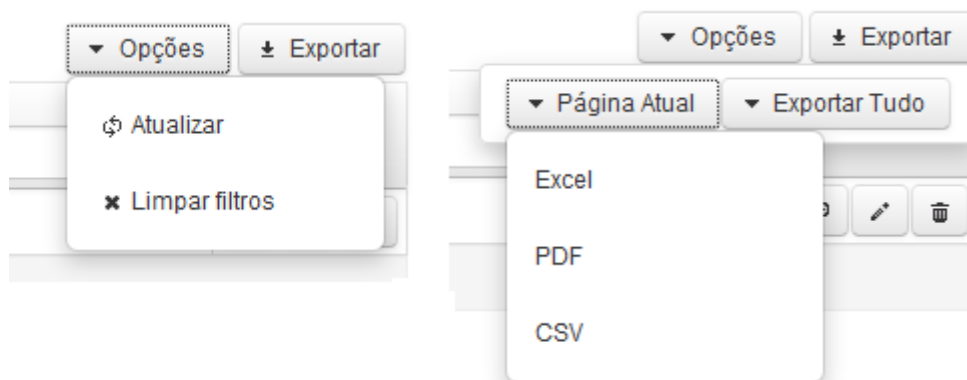 Opções Exportar
Atualizar
Limpar filtros
Opções Exportar
Página Atual Exportar Tudo
Excel
PDF
CSV